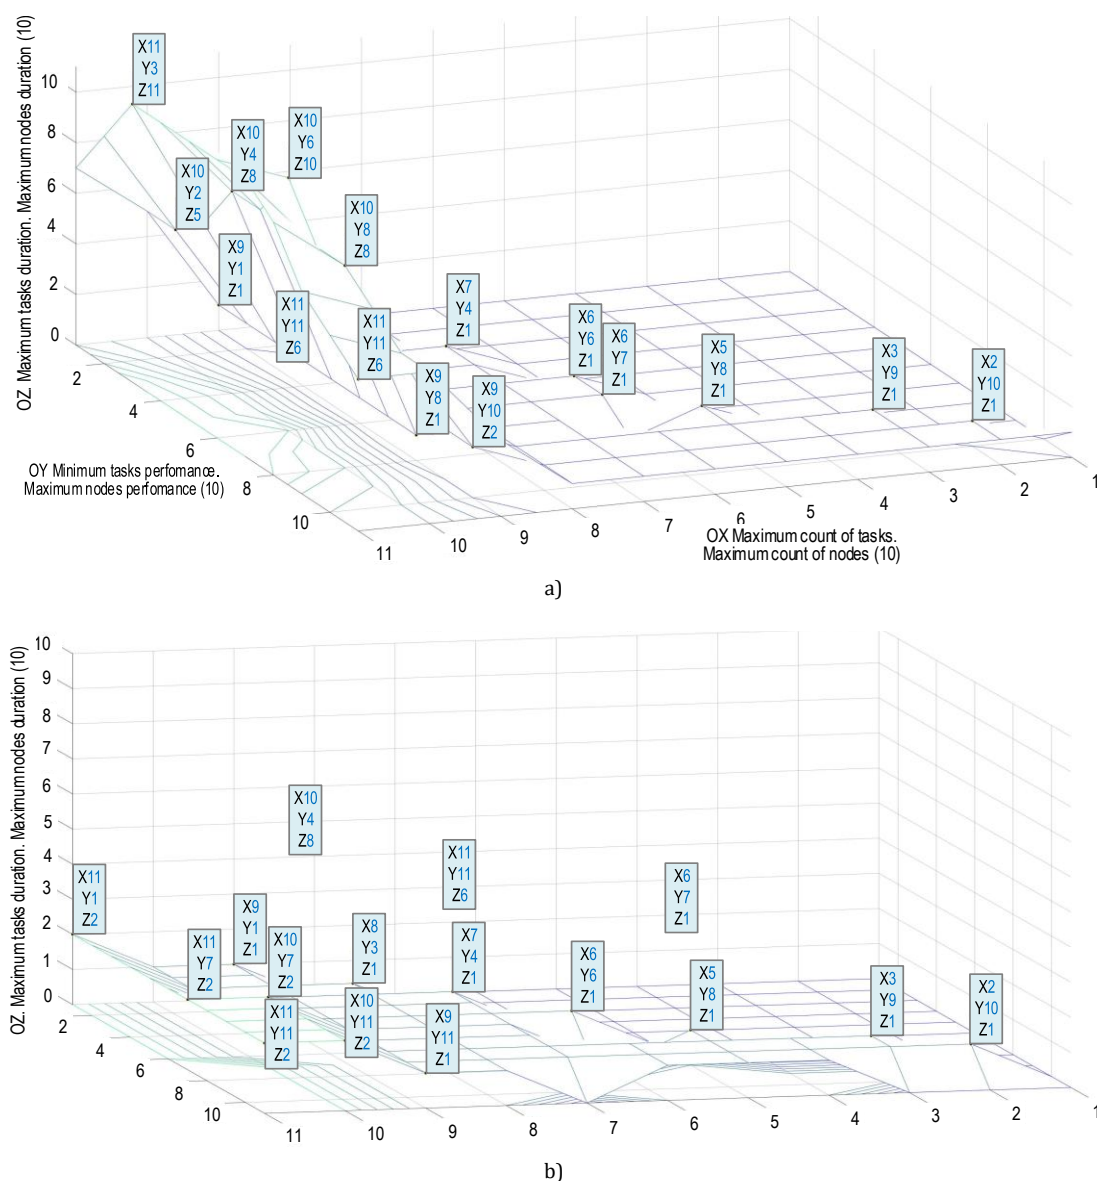 OZ. Maximum tasks duration. Maximum nodes duration (10)
10
8
6
4
2
0
X11
Y3
Z11
X10
Y4
Z8
X10
Y6
Z10
X10
Y2
Z5
X10
Y8
Z8
X9
Y1
Z1
X11
Y11
Z6
X11
Y11
Z6
X7
Y4
Z1
X6
Y6
Z1
X6
Y7
Z1
X5
Y8
Z1
X3
Y9
Z1
X2
Y10
Z1
X9
Y8
Z1
X9
Y10
Z2
2
4
6
8
10
OY Minimum tasks perfomance.
Maximum nodes perfomance (10)
11
10
9
8
7
6
5
4
3
2
1
OX Maximum count of tasks.
Maximum count of nodes (10)
a)
OZ. Maximum tasks duration. Maximum nodes duration (10)
10
9
8
7
6
5
4
3
2
1
0
X10
Y4
Z8
X11
Y11
Z6
X6
Y7
Z1
X11
Y1
Z2
X9
Y1
Z1
X11
Y7
Z2
X10
Y7
Z2
X8
Y3
Z1
X7
Y4
Z1
X6
Y6
Z1
X5
Y8
Z1
X3
Y9
Z1
X2
Y10
Z1
X11
Y11
Z2
X10
Y11
Z2
X9
Y11
Z1
2
4
6
8
10
11
10
9
8
7
6
5
4
3
2
1
b)